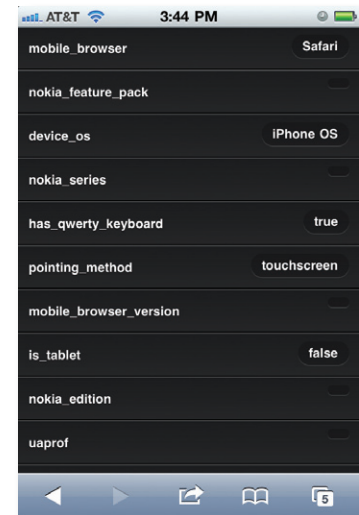 AT&T 3:44 PM
mobile_browser Safari
nokia_feature_pack
device_os iPhone OS
nokia_series
has_qwerty_keyboard true
pointing_method touchscreen
mobile_browser_version
is_tablet false
nokia_edition
uaprof
5